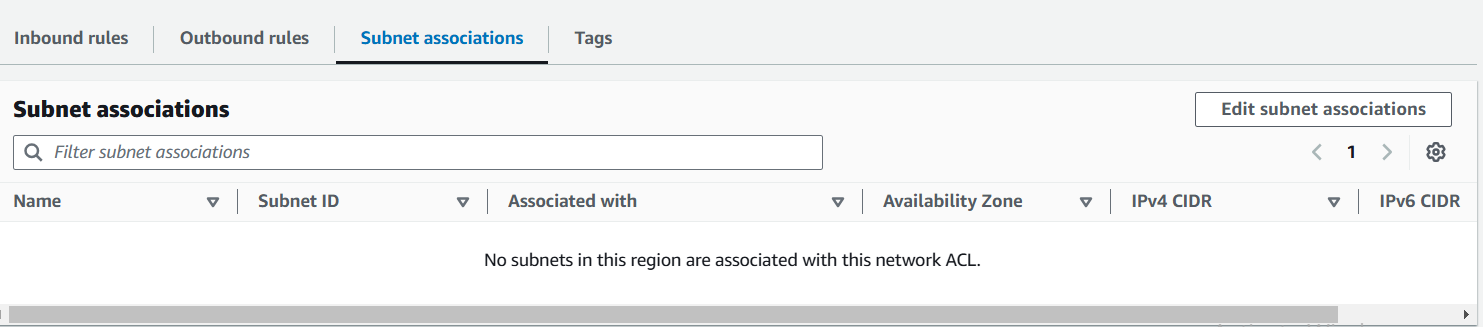 Inbound rules Outbound rules Subnet associations Tags
Subnet associations Edit subnet associations
Filter subnet associations 1
Name Subnet ID Associated with Availability Zone IPv4 CIDR IPv6 CIDR
No subnets in this region are associated with this network ACL.